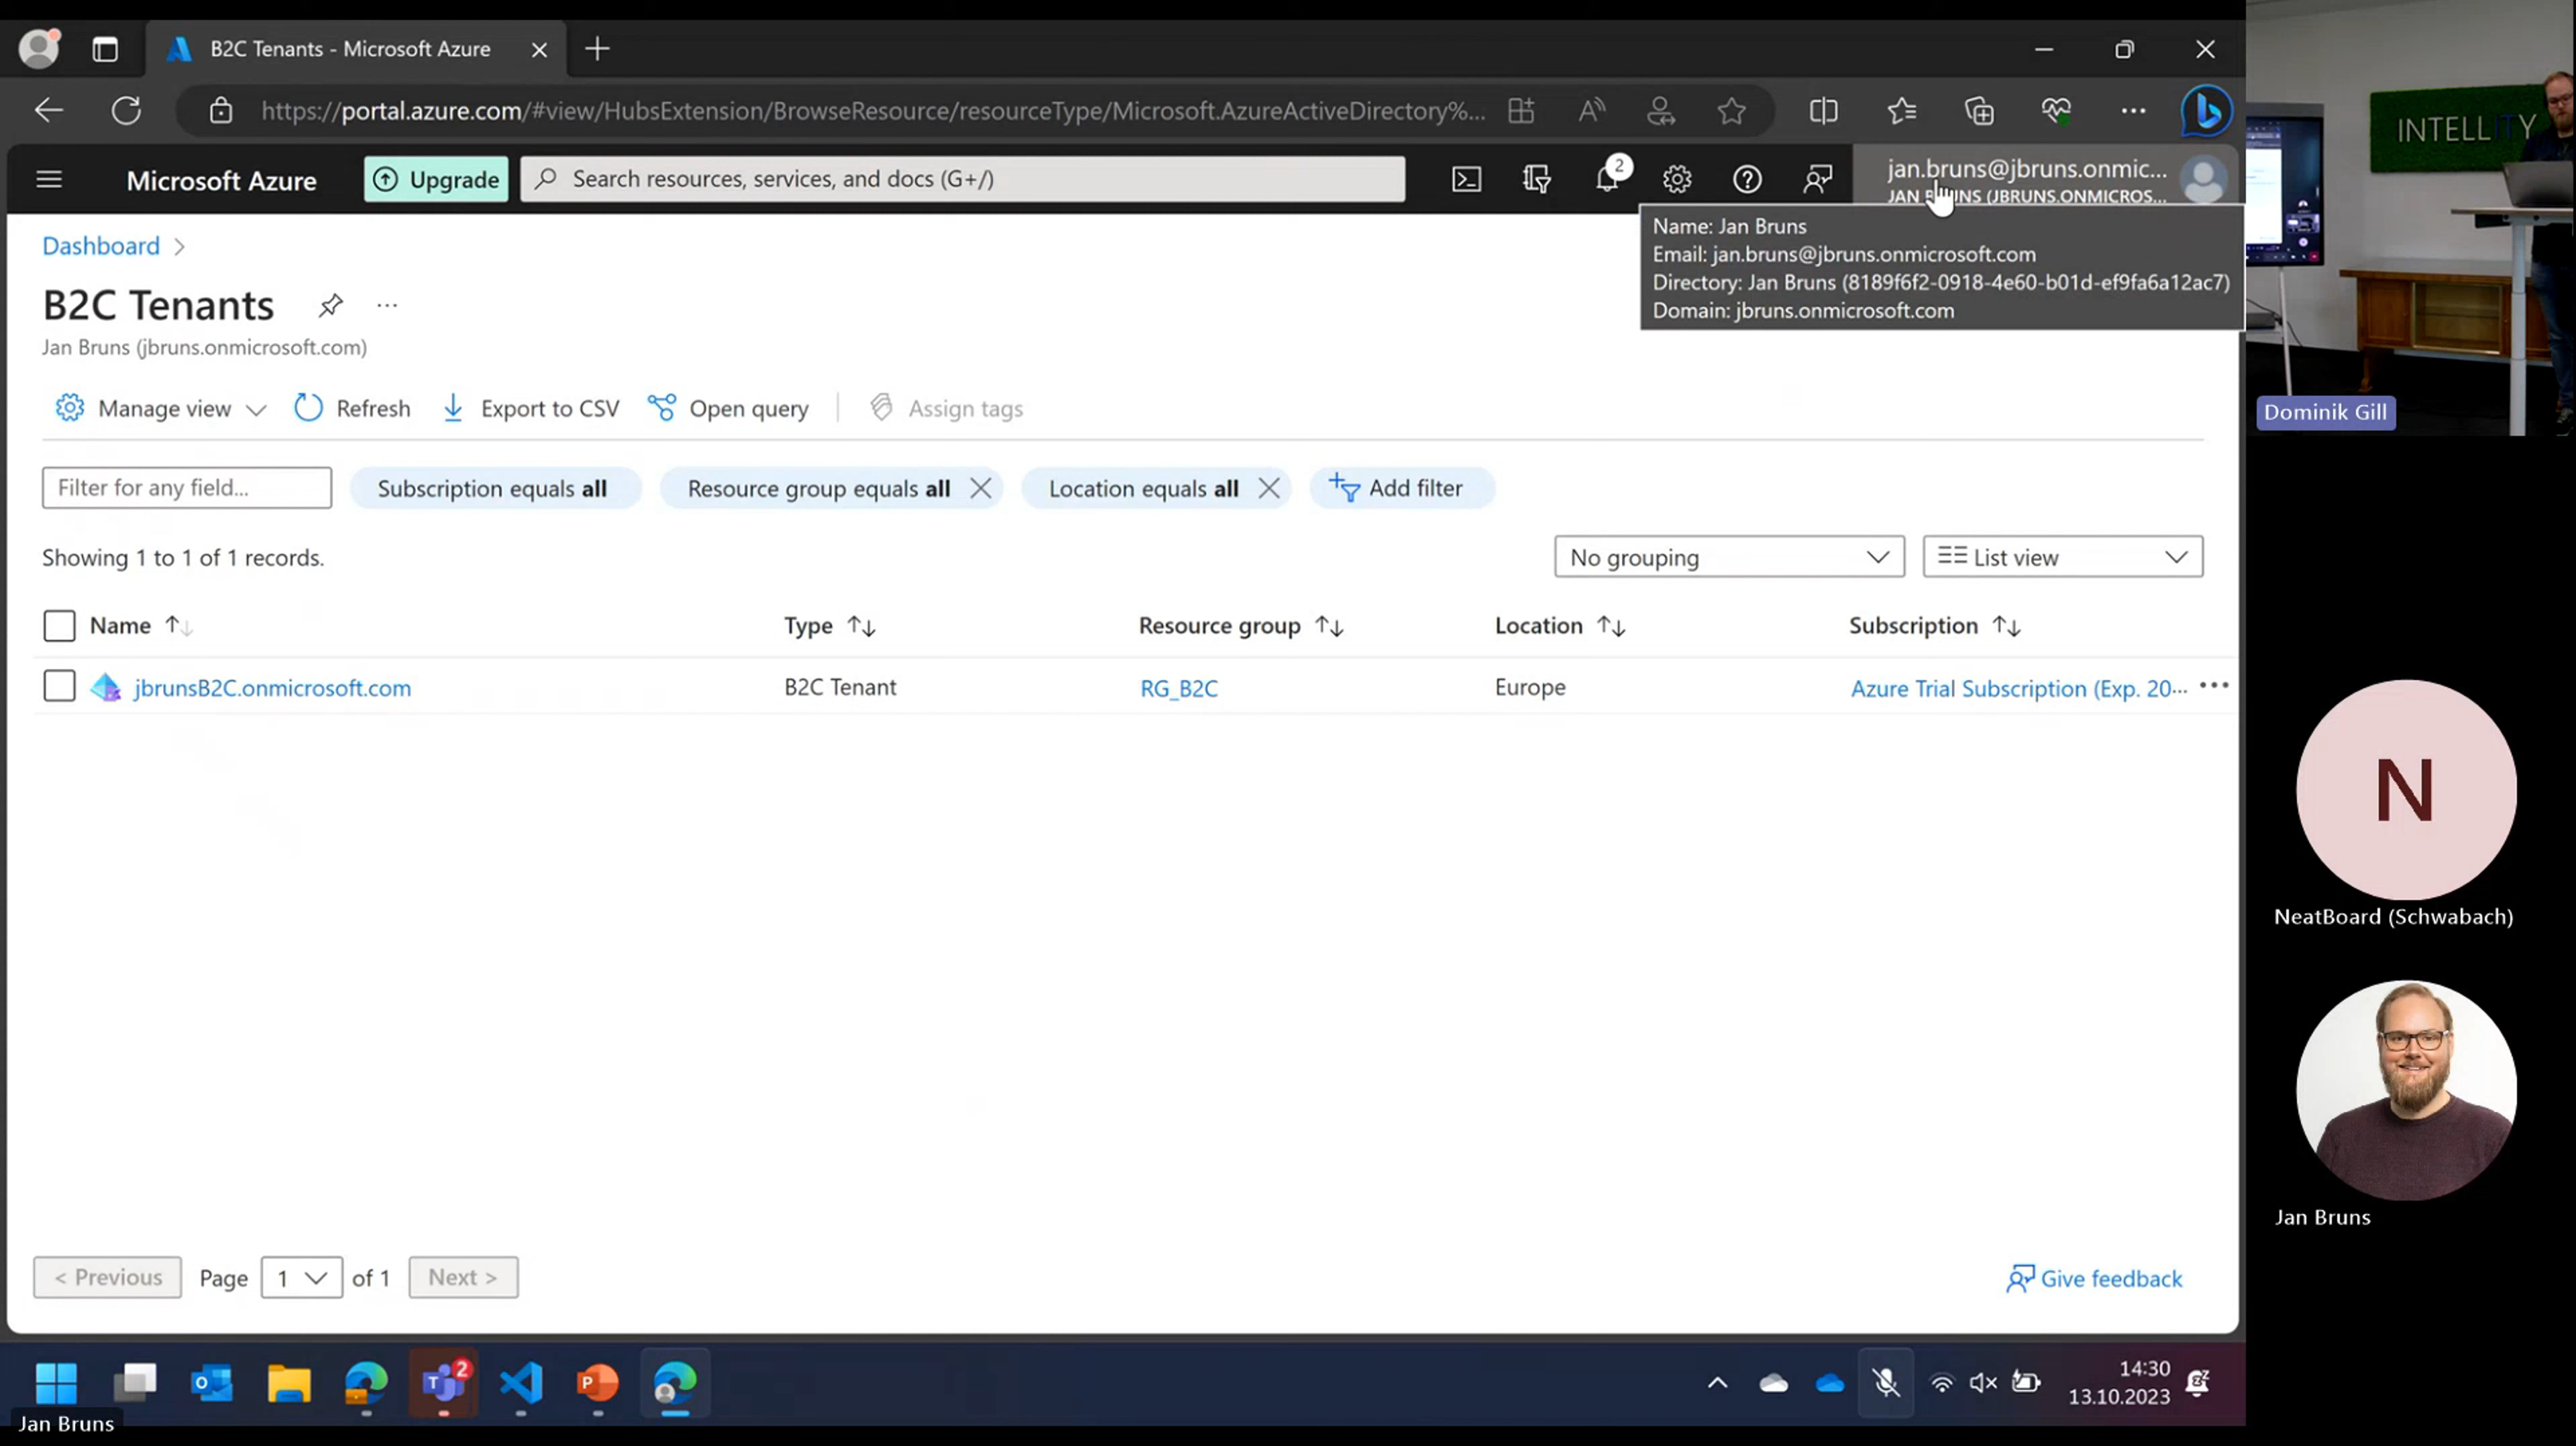 B2C Tenants - Microsoft Azure
https://portal.azure.com/#view/HubsExtension/BrowseResource/resourceType/Microsoft.AzureActiveDirectory%...
Microsoft Azure
Upgrade
Search resources, services, and docs (G+/)
2
jan.bruns@jbruns.onmic...
JAN BRUNS (JBRUNS.ONMICROS...
Name: Jan Bruns
Email: jan.bruns@jbruns.onmicrosoft.com
Directory: Jan Bruns (8189f6f2-0918-4e60-b01d-ef9fa6a12ac7)
Domain: jbruns.onmicrosoft.com
Dashboard
B2C Tenants
Jan Bruns (jbruns.onmicrosoft.com)
Manage view
Refresh
Export to CSV
Open query
Assign tags
Filter for any field...
Subscription equals all
Resource group equals all
Location equals all
Add filter
Showing 1 to 1 of 1 records.
No grouping
List view
Name
Type
Resource group
Location
Subscription
jbrunsB2C.onmicrosoft.com
B2C Tenant
RG_B2C
Europe
Azure Trial Subscription (Exp. 20...
< Previous
Page
1
of 1
Next >
Give feedback
2
14:30
13.10.2023
Jan Bruns
INTELLITY
Dominik Gill
N
NeatBoard (Schwabach)
Jan Bruns